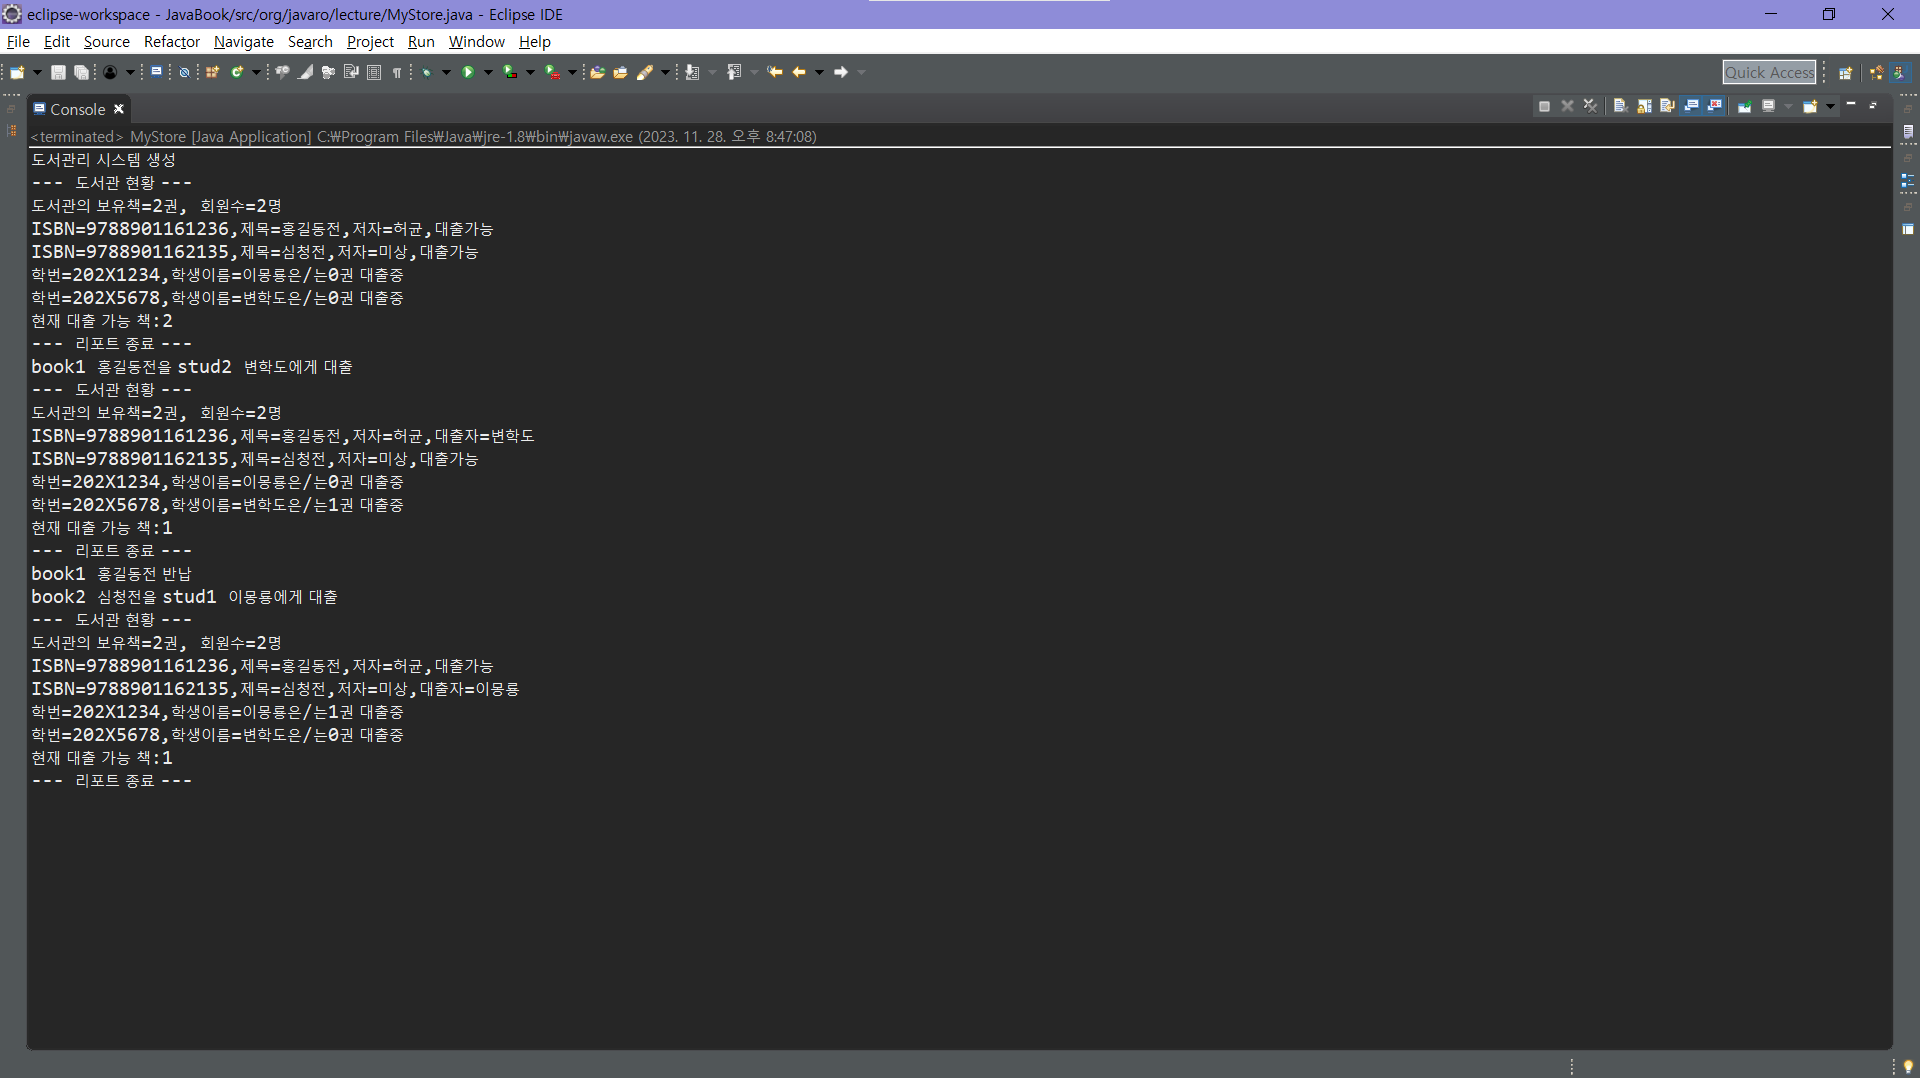 eclipse-workspace - JavaBook/src/org/javaro/lecture/MyStore.java - Eclipse IDE
File Edit Source Refactor Navigate Search Project Run Window Help
Quick Access
Console
<terminated> MyStore [Java Application] C:₩Program Files₩Java₩jre-1.8₩bin₩javaw.exe (2023. 11. 28. 오후 8:47:08)
도서관리 시스템 생성
--- 도서관 현황 ---
도서관의 보유책=2권, 회원수=2명
ISBN=9788901161236,제목=홍길동전,저자=허균,대출가능
ISBN=9788901162135,제목=심청전,저자=미상,대출가능
학번=202X1234,학생이름=이몽룡은/는0권 대출중
학번=202X5678,학생이름=변학도은/는0권 대출중
현재 대출 가능 책:2
--- 리포트 종료 ---
book1 홍길동전을 stud2 변학도에게 대출
--- 도서관 현황 ---
도서관의 보유책=2권, 회원수=2명
ISBN=9788901161236,제목=홍길동전,저자=허균,대출자=변학도
ISBN=9788901162135,제목=심청전,저자=미상,대출가능
학번=202X1234,학생이름=이몽룡은/는0권 대출중
학번=202X5678,학생이름=변학도은/는1권 대출중
현재 대출 가능 책:1
--- 리포트 종료 ---
book1 홍길동전 반납
book2 심청전을 stud1 이몽룡에게 대출
--- 도서관 현황 ---
도서관의 보유책=2권, 회원수=2명
ISBN=9788901161236,제목=홍길동전,저자=허균,대출가능
ISBN=9788901162135,제목=심청전,저자=미상,대출자=이몽룡
학번=202X1234,학생이름=이몽룡은/는1권 대출중
학번=202X5678,학생이름=변학도은/는0권 대출중
현재 대출 가능 책:1
--- 리포트 종료 ---